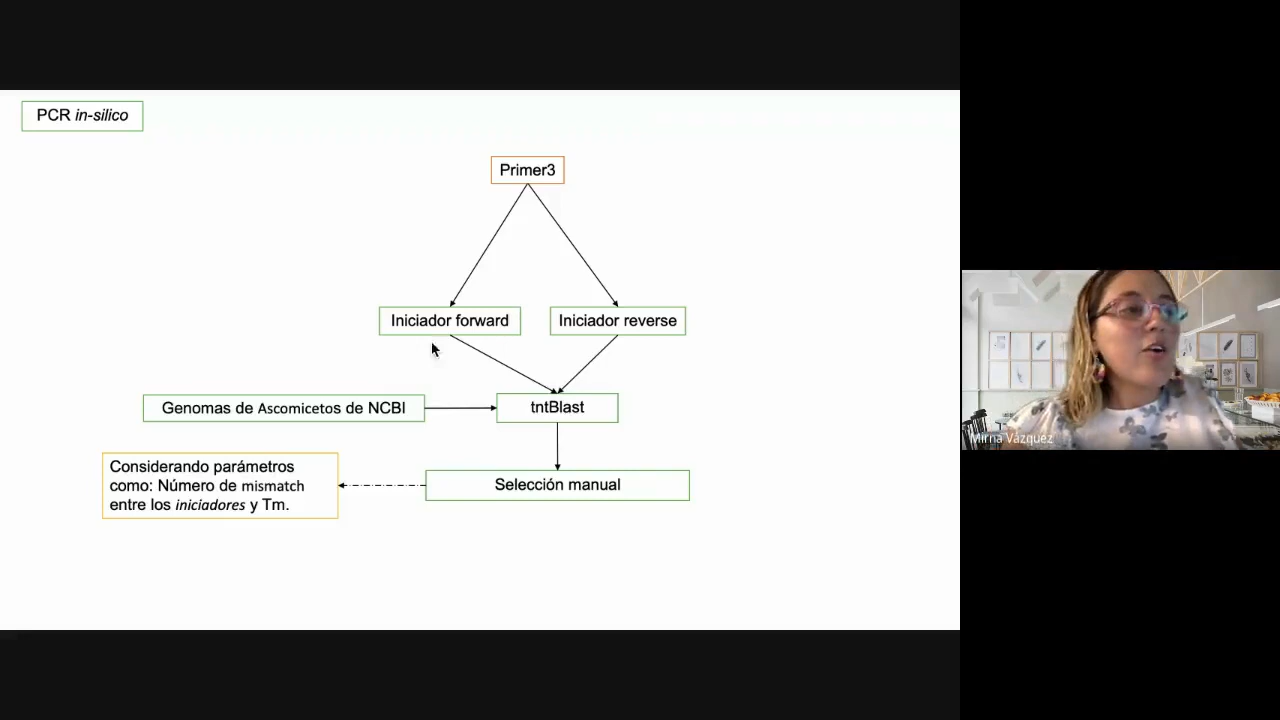 PCR in-silico
Primer3
Iniciador forward
Iniciador reverse
Genomas de Ascomicetos de NCBI
tntBlast
Considerando parámetros
como: Número de mismatch
entre los iniciadores y Tm.
Selección manual
Mirna Vázquez